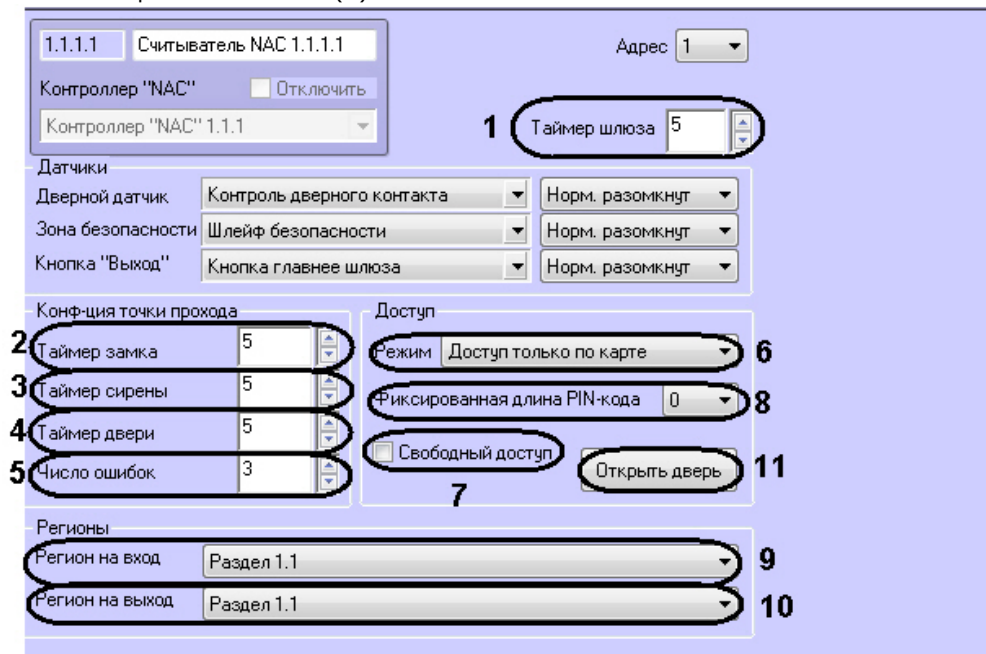 1.1.1.1 Считыватель NAC 1.1.1.1 Адрес 1
Контроллер "NAC" Отключить
Контроллер "NAC" 1.1.1
1 Таймер шлюза 5
Датчики
Дверной датчик Контроль дверного контакта Норм. разомкнут
Зона безопасности Шлейф безопасности Норм. разомкнут
Кнопка "Выход" Кнопка главнее шлюза Норм. разомкнут
Конф-ция точки прохода
2 Таймер замка 5
3 Таймер сирены 5
4 Таймер двери 5
5 Число ошибок 3
Доступ
Режим Доступ только по карте 6
Фиксированная длина PIN-кода 0 8
Свободный доступ
7
Открыть дверь 11
Регионы
Регион на вход Раздел 1.1 9
Регион на выход Раздел 1.1 10